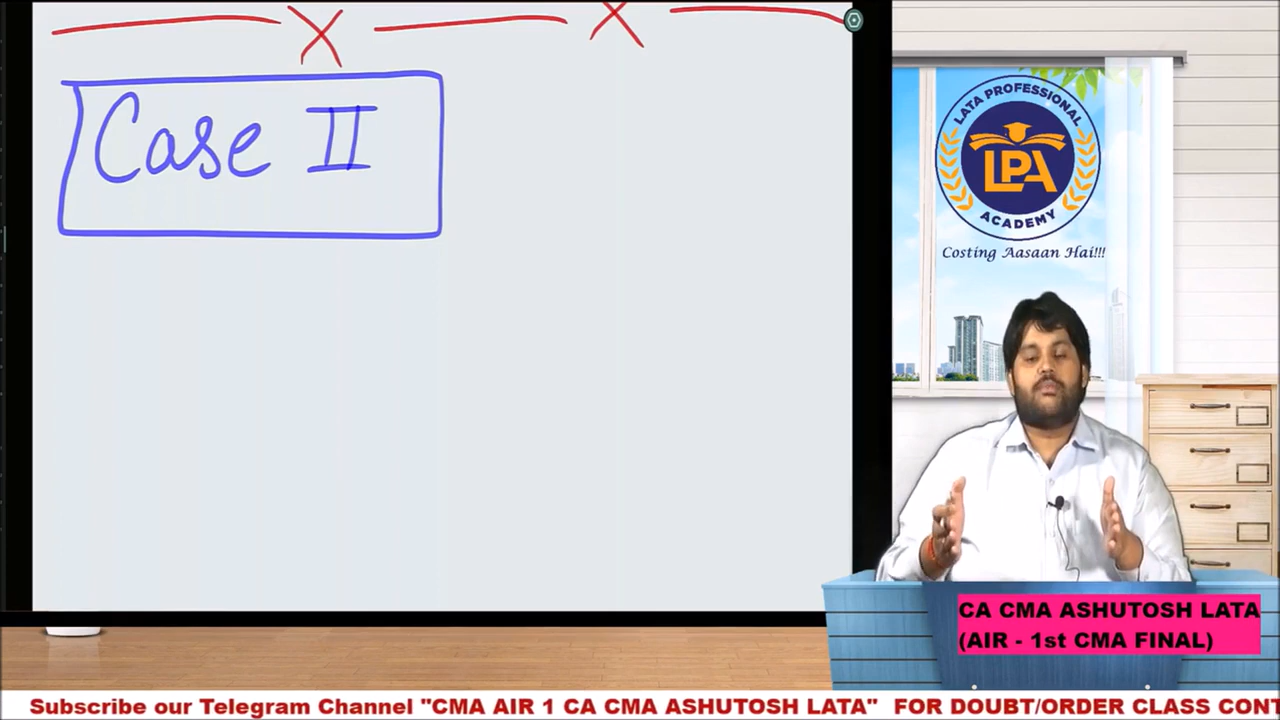 Case II
LATA PROFESSIONAL
LPA
ACADEMY
Costing Aasaan Hai!!!
CA CMA ASHUTOSH LATA
(AIR - 1st CMA FINAL)
Subscribe our Telegram Channel "CMA AIR 1 CA CMA ASHUTOSH LATA" FOR DOUBT/ORDER CLASS CONT